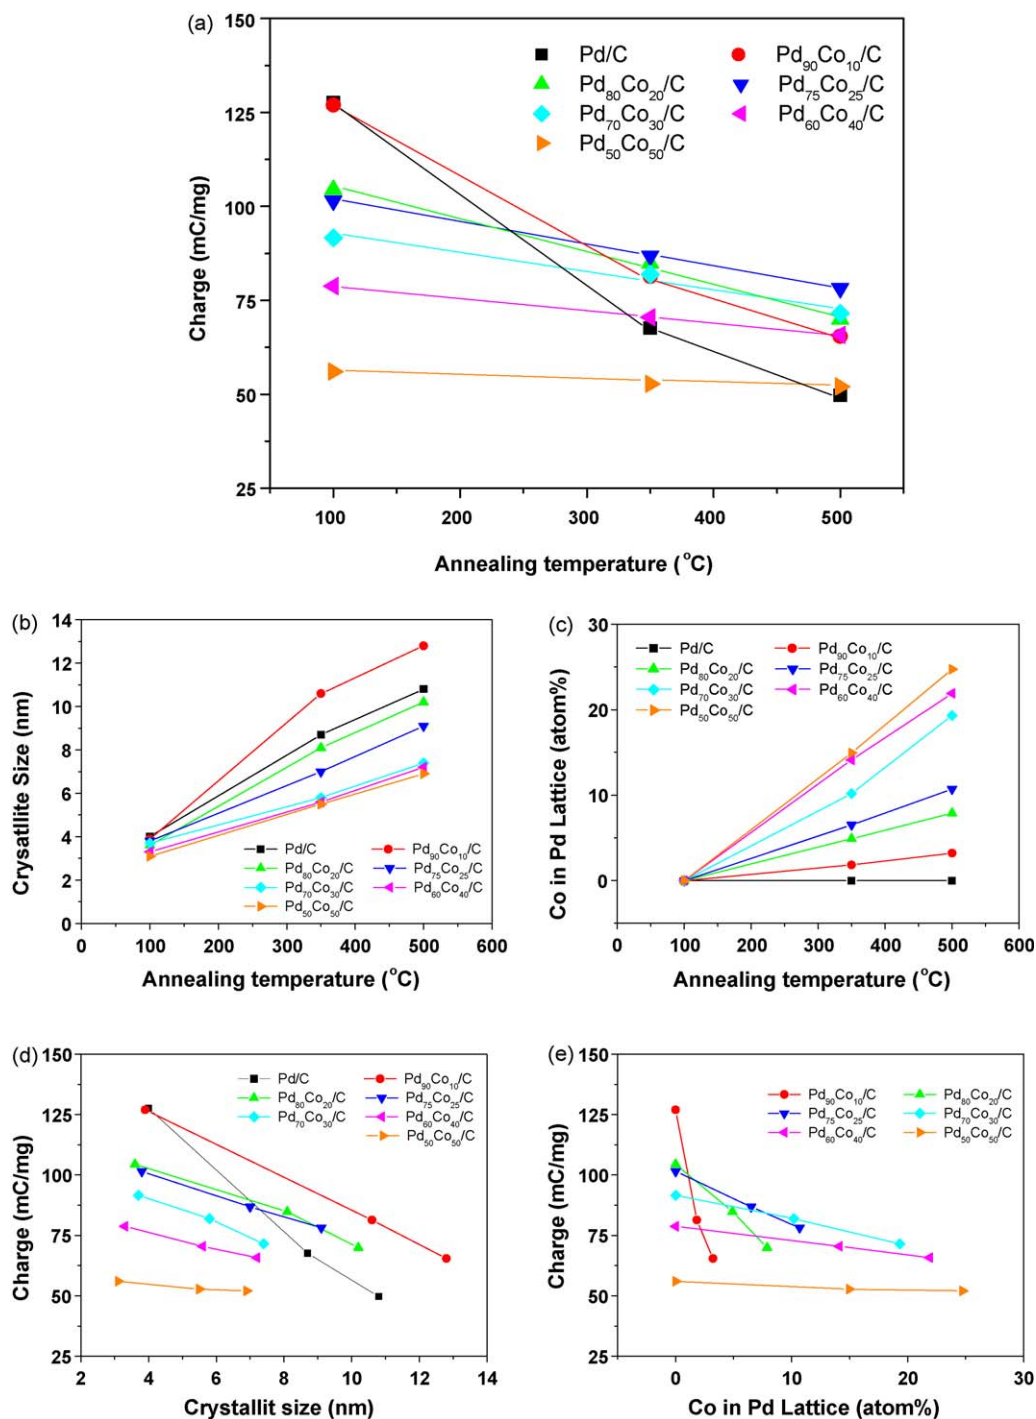 (a)
150
125
100
75
50
25
Charge (mC/mg)
Pd/C
Pd90Co10/C
Pd80Co20/C
Pd75Co25/C
Pd70Co30/C
Pd60Co40/C
Pd50Co50/C
100 200 300 400 500
Annealing temperature (°C)
(b)
14
12
10
8
6
4
2
0
Crysatllite Size (nm)
Pd/C
Pd90Co10/C
Pd80Co20/C
Pd75Co25/C
Pd70Co30/C
Pd60Co40/C
Pd50Co50/C
0 100 200 300 400 500 600
Annealing temperature (°C)
(c)
30
20
10
0
Co in Pd Lattice (atom%)
Pd/C
Pd90Co10/C
Pd80Co20/C
Pd75Co25/C
Pd70Co30/C
Pd60Co40/C
Pd50Co50/C
0 100 200 300 400 500 600
Annealing temperature (°C)
(d)
150
125
100
75
50
25
Charge (mC/mg)
Pd/C
Pd90Co10/C
Pd80Co20/C
Pd75Co25/C
Pd70Co30/C
Pd60Co40/C
Pd50Co50/C
2 4 6 8 10 12 14
Crystallit size (nm)
(e)
150
125
100
75
50
25
Charge (mC/mg)
Pd90Co10/C
Pd80Co20/C
Pd75Co25/C
Pd70Co30/C
Pd60Co40/C
Pd50Co50/C
0 10 20 30
Co in Pd Lattice (atom%)